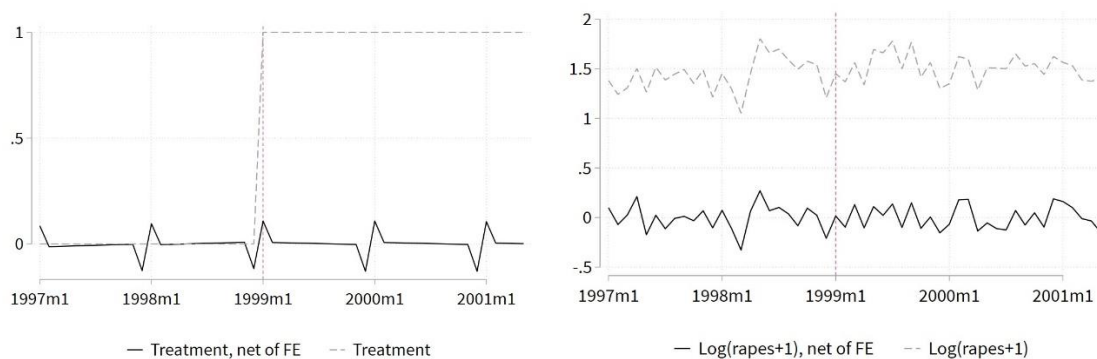 1
.5
0
1997m1 1998m1 1999m1 2000m1 2001m1
Treatment, net of FE Treatment
2
1.5
1
.5
0
-.5
1997m1 1998m1 1999m1 2000m1 2001m1
Log(rapes+1), net of FE Log(rapes+1)